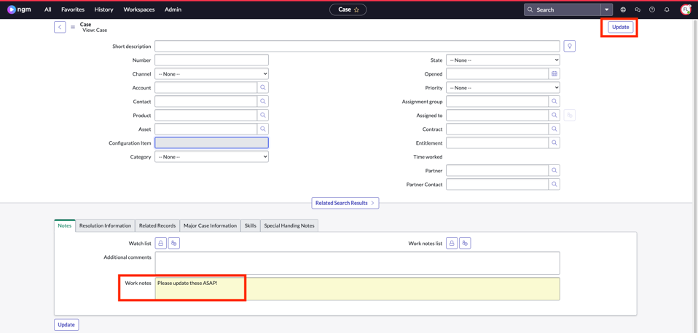 ngm All Favorites History Workspaces Admin Case ☆ Search
Case
View: Case
Update
Short description
Number
State -- None --
Channel -- None --
Opened
Account
Priority -- None --
Contact
Assignment group
Product
Assigned to
Asset
Contract
Configuration item
Entitlement
Category -- None --
Time worked
Partner
Partner Contact
Related Search Results >
Notes Resolution Information Related Records Major Case Information Skills Special Handing Notes
Watch list
Work notes list
Additional comments
Work notes Please update these ASAP!
Update